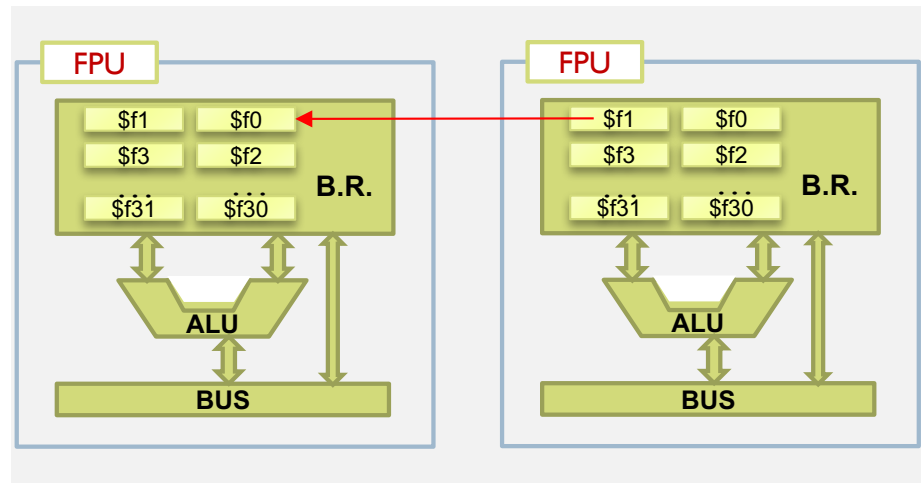 FPU
$f1 $f0
$f3 $f2
B.R.
... ...
$f31 $f30
ALU
BUS
FPU
$f1 $f0
$f3 $f2
B.R.
... ...
$f31 $f30
ALU
BUS